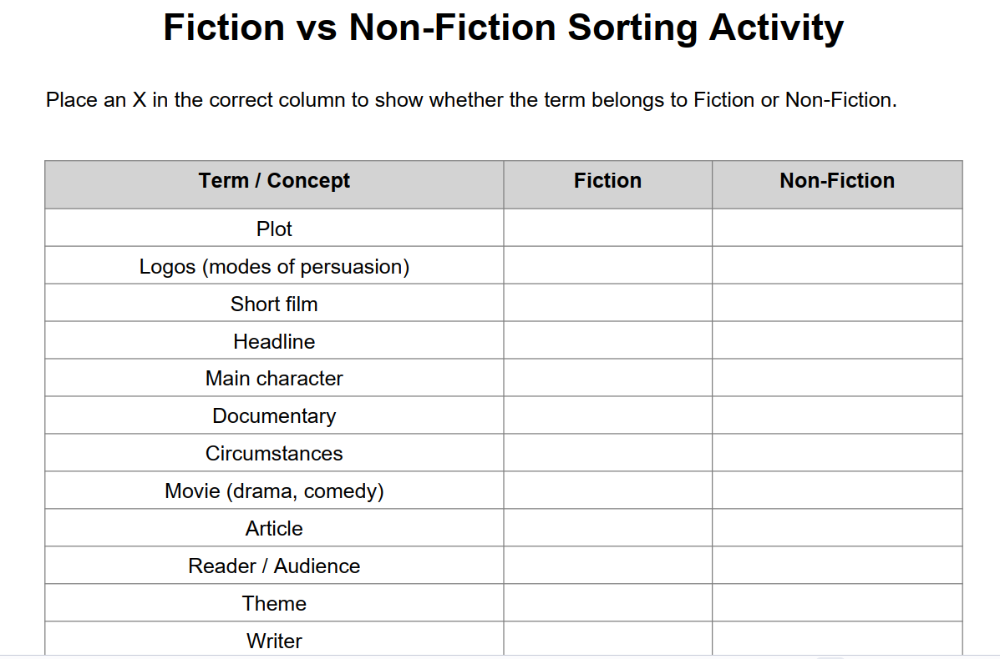 Fiction vs Non-Fiction Sorting Activity
Place an X in the correct column to show whether the term belongs to Fiction or Non-Fiction.
Term / Concept Fiction Non-Fiction
Plot
Logos (modes of persuasion)
Short film
Headline
Main character
Documentary
Circumstances
Movie (drama, comedy)
Article
Reader / Audience
Theme
Writer